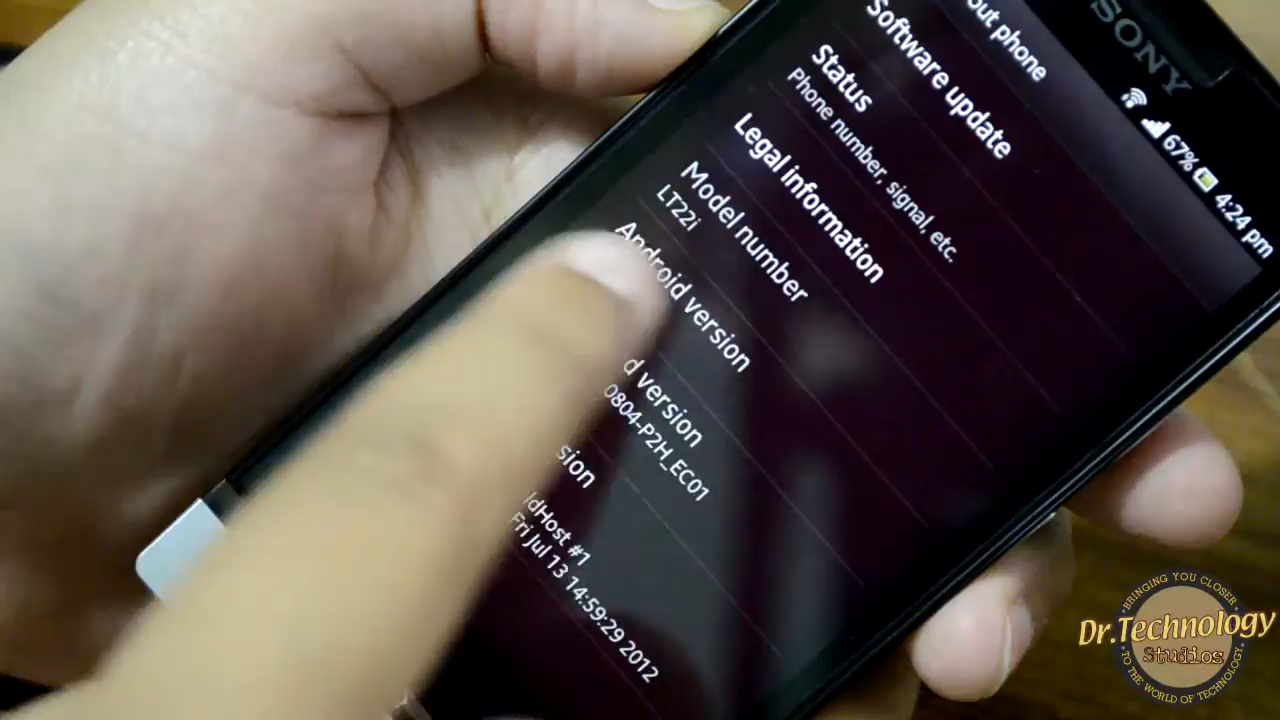 SONY
67%
4:24 pm
out phone
Software update
Status
Phone number, signal, etc.
Legal information
Model number
LT22i
Android version
d version
0804-P2H_EC01
sion
ldHost #1
Fri Jul 13 14:59:29 2012
BRINGING YOU CLOSER
Dr.Technology
Studios
TO THE WORLD OF TECHNOLOGY.